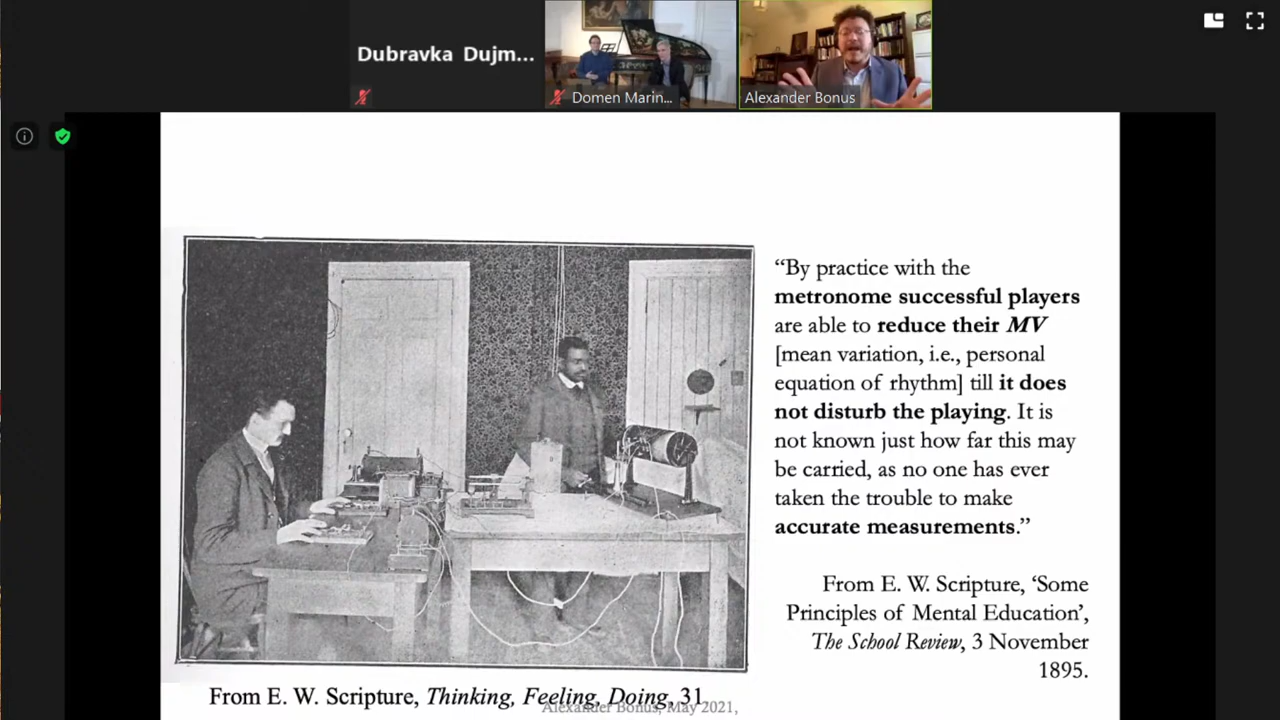 Dubravka Dujm...
Domen Marin...
Alexander Bonus
“By practice with the
metronome successful players
are able to reduce their MV
[mean variation, i.e., personal
equation of rhythm] till it does
not disturb the playing. It is
not known just how far this may
be carried, as no one has ever
taken the trouble to make
accurate measurements.”
From E. W. Scripture, ‘Some
Principles of Mental Education’,
The School Review, 3 November
1895.
From E. W. Scripture, Thinking, Feeling, Doing, 31
Alexander Bonus, May 2021,